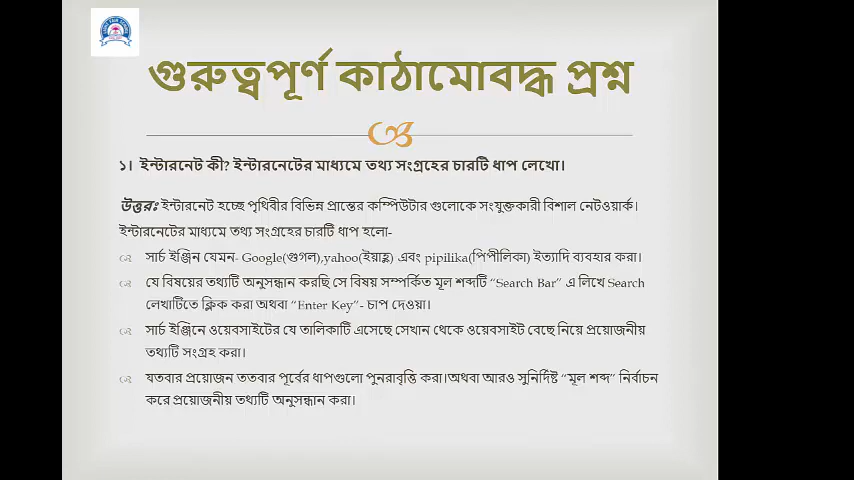 গুরুত্বপূর্ণ কাঠামোবদ্ধ প্রশ্ন
১। ইন্টারনেট কী? ইন্টারনেটের মাধ্যমে তথ্য সংগ্রহের চারটি ধাপ লেখো।
উত্তরঃ ইন্টারনেট হচ্ছে পৃথিবীর বিভিন্ন প্রান্তের কম্পিউটার গুলোকে সংযুক্তকারী বিশাল নেটওয়ার্ক।
ইন্টারনেটের মাধ্যমে তথ্য সংগ্রহের চারটি ধাপ হলো-
সার্চ ইঞ্জিন যেমন- Google(গুগল),yahoo(ইয়াহু) এবং pipilika(পিপীলিকা) ইত্যাদি ব্যবহার করা।
যে বিষয়ের তথ্যটি অনুসন্ধান করছি সে বিষয় সম্পর্কিত মূল শব্দটি “Search Bar” এ লিখে Search
লেখাটিতে ক্লিক করা অথবা “Enter Key”- চাপ দেওয়া।
সার্চ ইঞ্জিনে ওয়েবসাইটের যে তালিকাটি এসেছে সেখান থেকে ওয়েবসাইট বেছে নিয়ে প্রয়োজনীয়
তথ্যটি সংগ্রহ করা।
যতবার প্রয়োজন ততবার পূর্বের ধাপগুলো পুনরাবৃত্তি করা।অথবা আরও সুনির্দিষ্ট “মূল শব্দ” নির্বাচন
করে প্রয়োজনীয় তথ্যটি অনুসন্ধান করা।